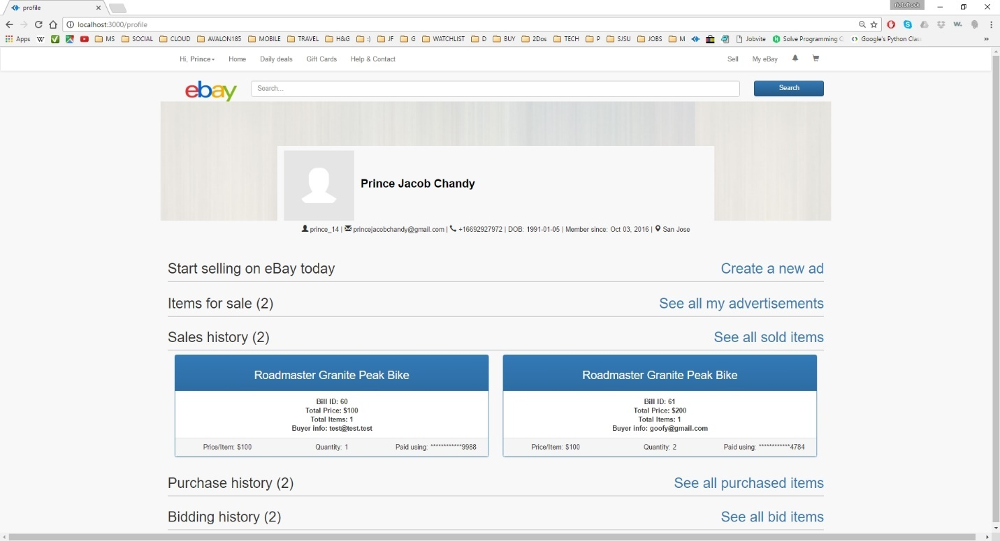 profile
notafrock
localhost:3000/profile
Apps MS SOCIAL CLOUD AVALON185 MOBILE TRAVEL H&G :) JF G WATCHLIST D BUY 2Dos TECH P SJSU JOBS M Jobvite Solve Programming Google's Python Clas »
Hi, Prince Home Daily deals Gift Cards Help & Contact Sell My eBay
ebay Search... Search
Prince Jacob Chandy
prince_14 | princejacobchandy@gmail.com | +16692927972 | DOB: 1991-01-05 | Member since: Oct 03, 2016 | San Jose
Start selling on eBay today Create a new ad
Items for sale (2) See all my advertisements
Sales history (2) See all sold items
Roadmaster Granite Peak Bike Roadmaster Granite Peak Bike
Bill ID: 60 Bill ID: 61
Total Price: $100 Total Price: $200
Total Items: 1 Total Items: 1
Buyer info: test@test.test Buyer info: goofy@gmail.com
Price/Item: $100 Quantity: 1 Paid using: ************9988 Price/Item: $100 Quantity: 2 Paid using: ************4784
Purchase history (2) See all purchased items
Bidding history (2) See all bid items